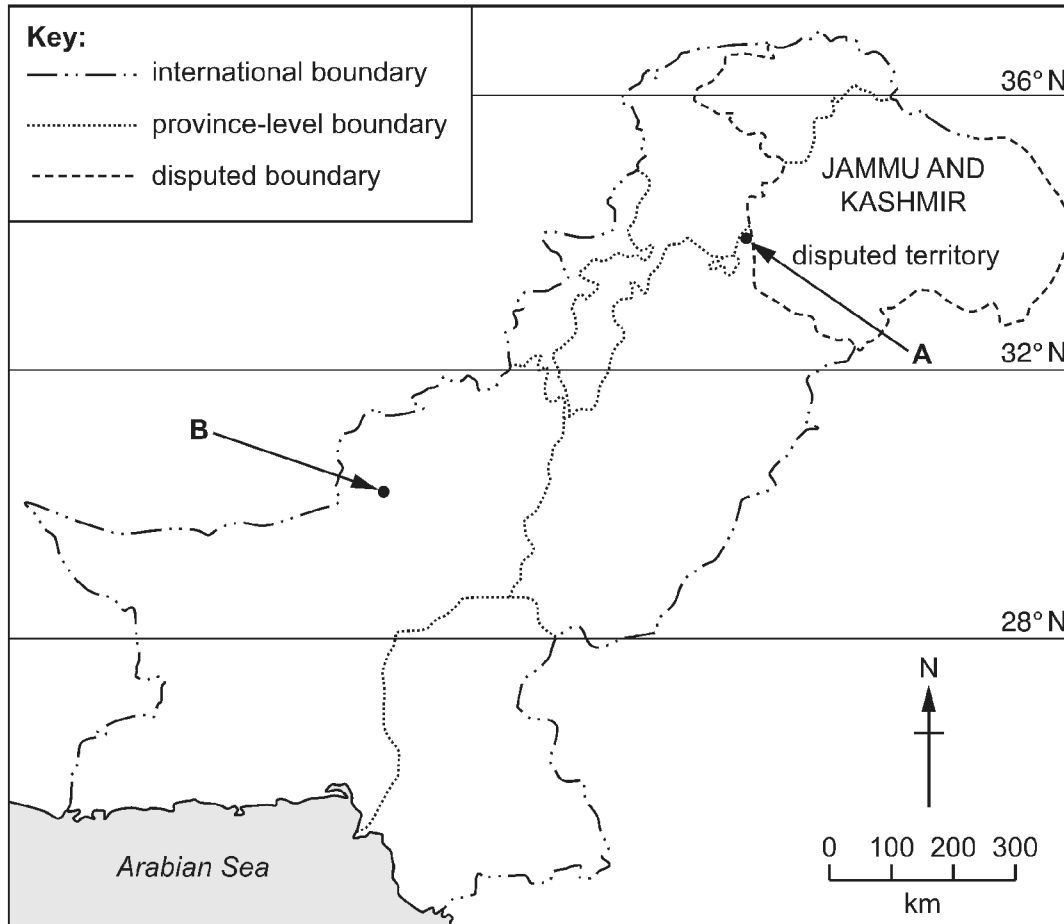 Key:
international boundary
province-level boundary
disputed boundary
36° N
JAMMU AND
KASHMIR
disputed territory
A
32° N
B
28° N
N
Arabian Sea
0 100 200 300
km